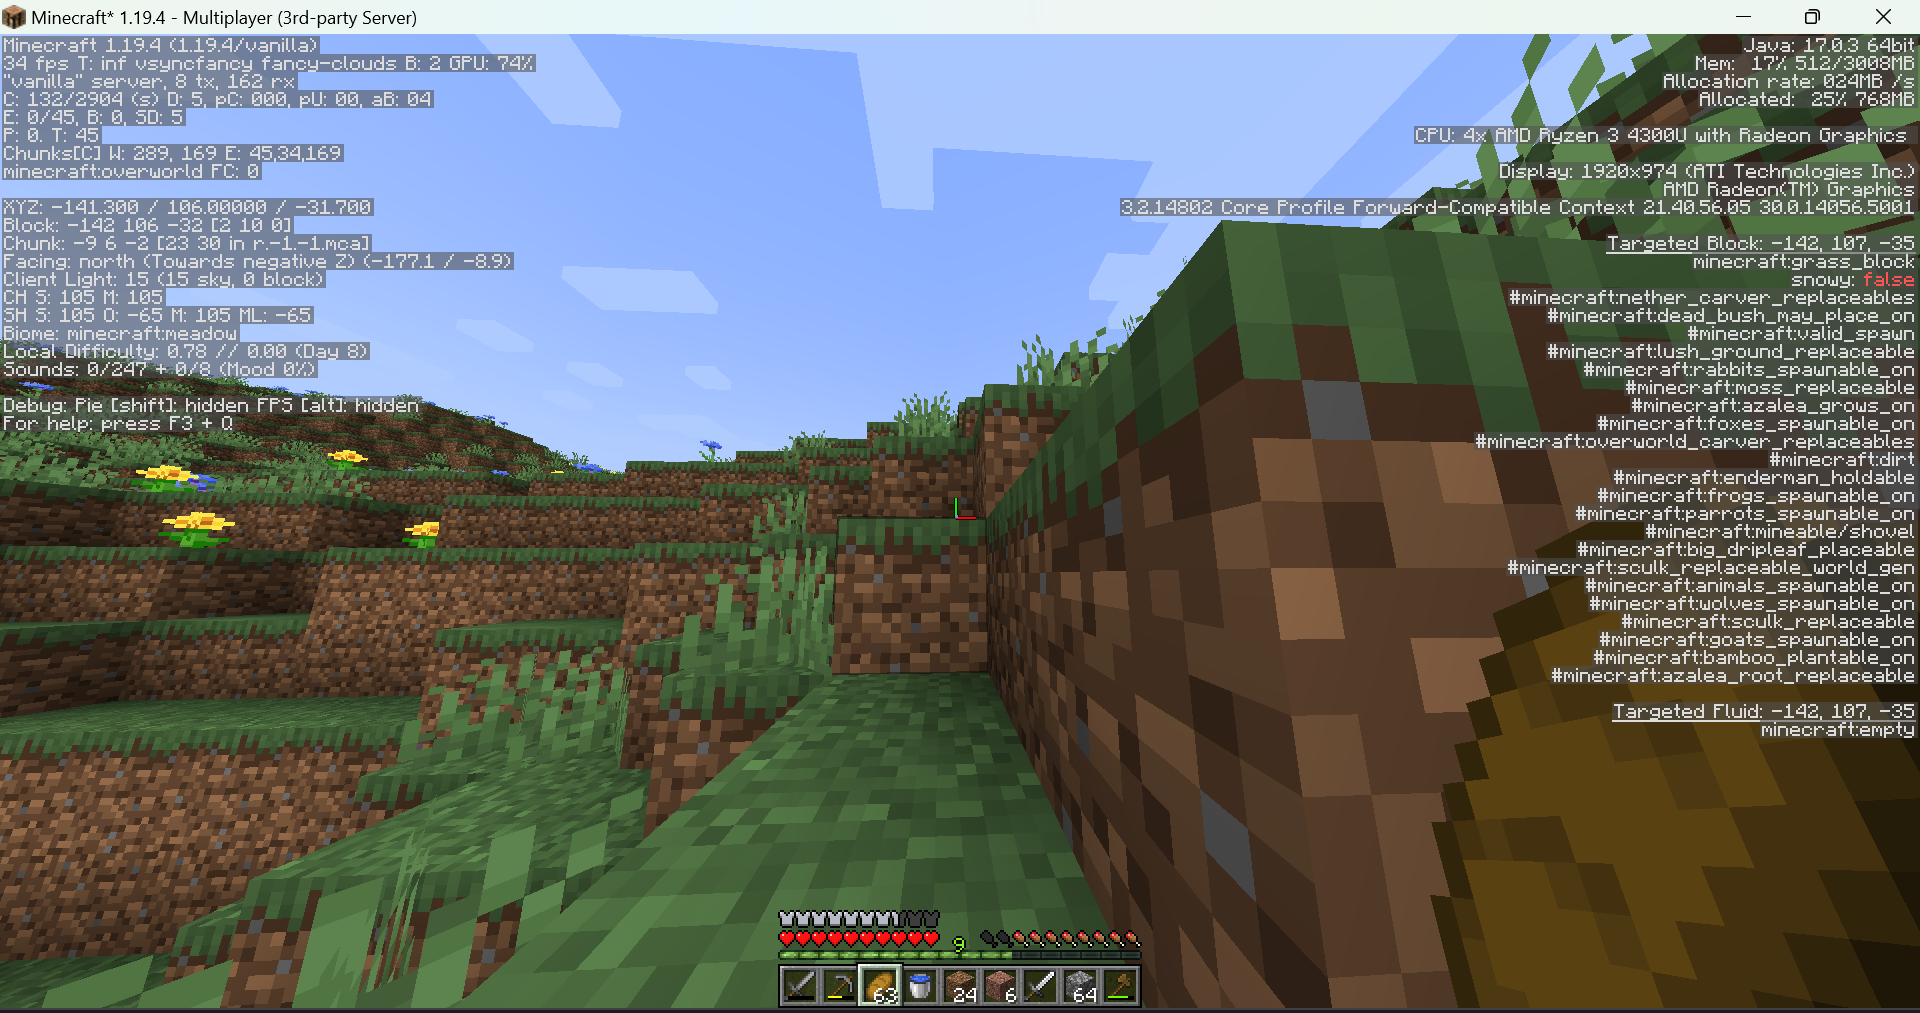 Minecraft* 1.19.4 - Multiplayer (3rd-party Server)
Minecraft 1.19.4 (1.19.4/vanilla)
34 fps T: inf vsyncfancy fancy-clouds B: 2 GPU: 74%
"vanilla" server, 8 tx, 162 rx
C: 132/2904 (s) D: 5, pC: 000, pU: 00, aB: 04
E: 0/45, B: 0, SD: 5
P: 0. T: 45
Chunks[C] W: 289, 169 E: 45,34,169
minecraft:overworld FC: 0
XYZ: -141.300 / 106.00000 / -31.700
Block: -142 106 -32 [2 10 0]
Chunk: -9 6 -2 [23 30 in r.-1.-1.mca]
Facing: north (Towards negative Z) (-177.1 / -8.9)
Client Light: 15 (15 sky, 0 block)
CH S: 105 M: 105
SH S: 105 O: -65 M: 105 ML: -65
Biome: minecraft:meadow
Local Difficulty: 0.78 // 0.00 (Day 8)
Sounds: 0/247 + 0/8 (Mood 0%)
Debug: Pie [shift]: hidden FPS [alt]: hidden
For help: press F3 + Q
Java: 17.0.3 64bit
Mem: 17% 512/3008MB
Allocation rate: 024MB /s
Allocated: 25% 768MB
CPU: 4x AMD Ryzen 3 4300U with Radeon Graphics
Display: 1920x974 (ATI Technologies Inc.)
AMD Radeon(TM) Graphics
3.2.14802 Core Profile Forward-Compatible Context 21.40.56.05 30.0.14056.5001
Targeted Block: -142, 107, -35
minecraft:grass_block
snowy: false
#minecraft:nether_carver_replaceables
#minecraft:dead_bush_may_place_on
#minecraft:valid_spawn
#minecraft:lush_ground_replaceable
#minecraft:rabbits_spawnable_on
#minecraft:moss_replaceable
#minecraft:azalea_grows_on
#minecraft:foxes_spawnable_on
#minecraft:overworld_carver_replaceables
#minecraft:dirt
#minecraft:enderman_holdable
#minecraft:frogs_spawnable_on
#minecraft:parrots_spawnable_on
#minecraft:mineable/shovel
#minecraft:big_dripleaf_placeable
#minecraft:sculk_replaceable_world_gen
#minecraft:animals_spawnable_on
#minecraft:wolves_spawnable_on
#minecraft:sculk_replaceable
#minecraft:goats_spawnable_on
#minecraft:bamboo_plantable_on
#minecraft:azalea_root_replaceable
Targeted Fluid: -142, 107, -35
minecraft:empty
9
63 24 6 64